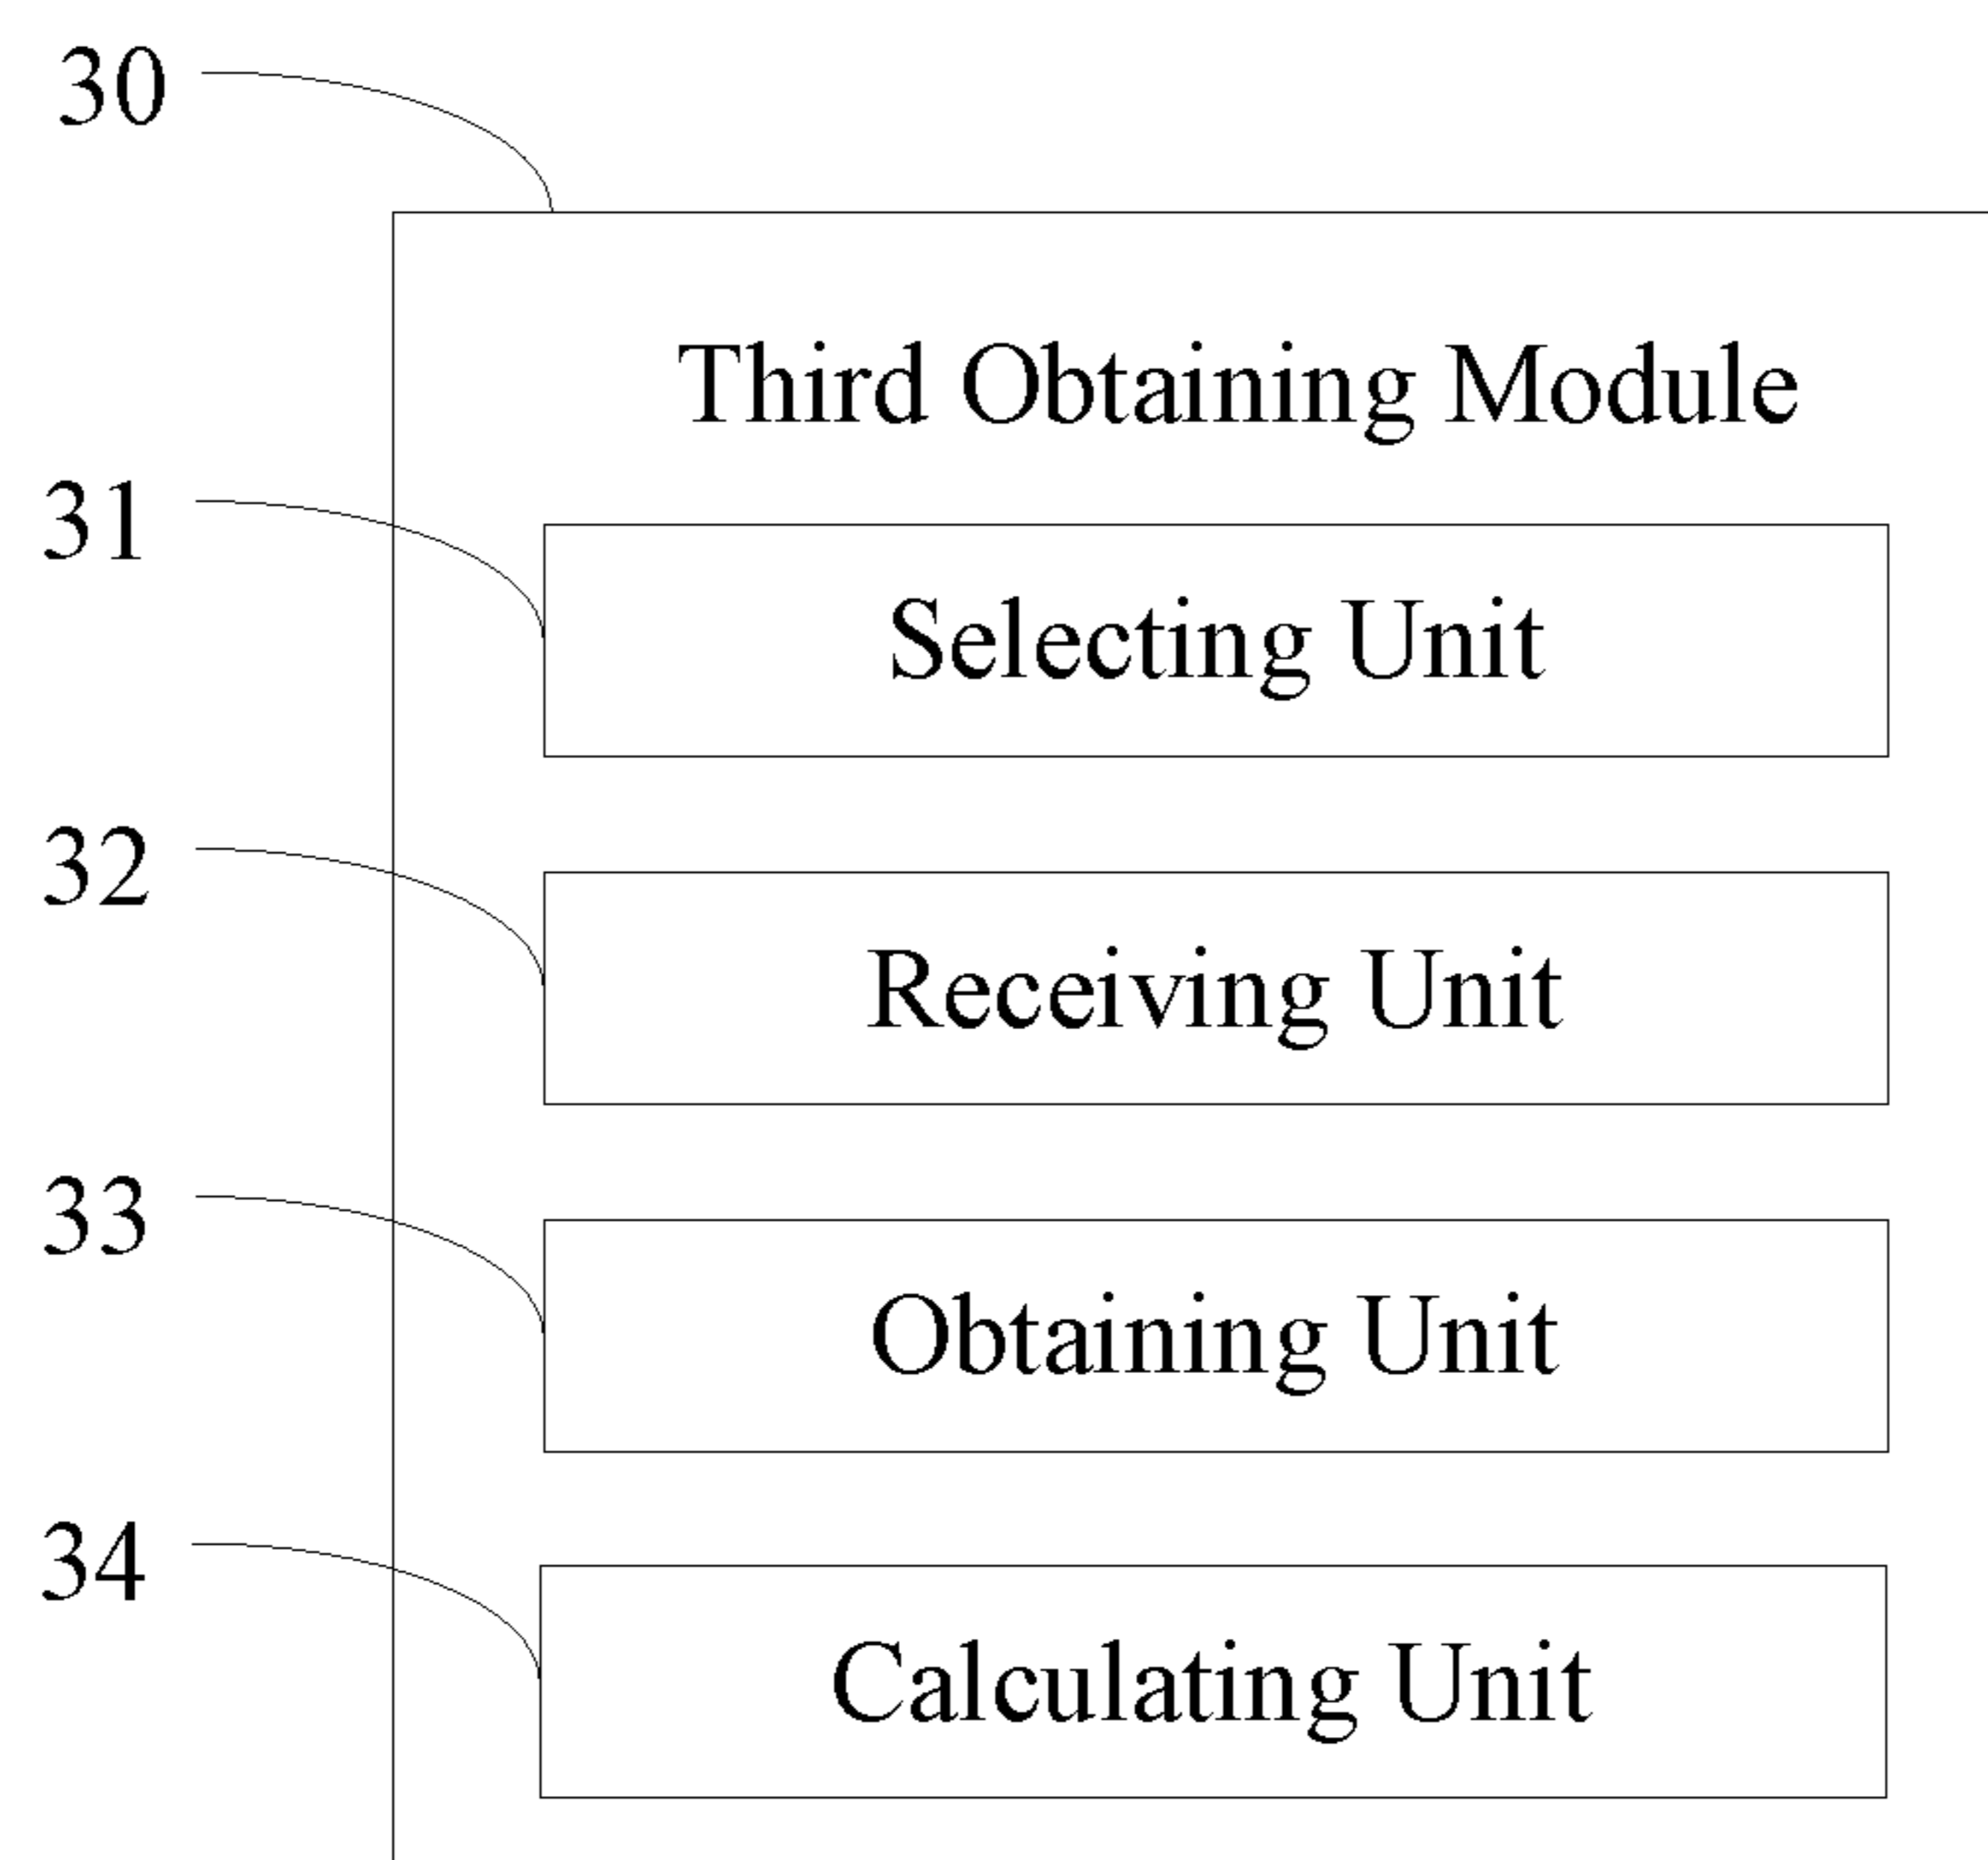 30
Third Obtaining Module
31
Selecting Unit
32
Receiving Unit
33
Obtaining Unit
34
Calculating Unit